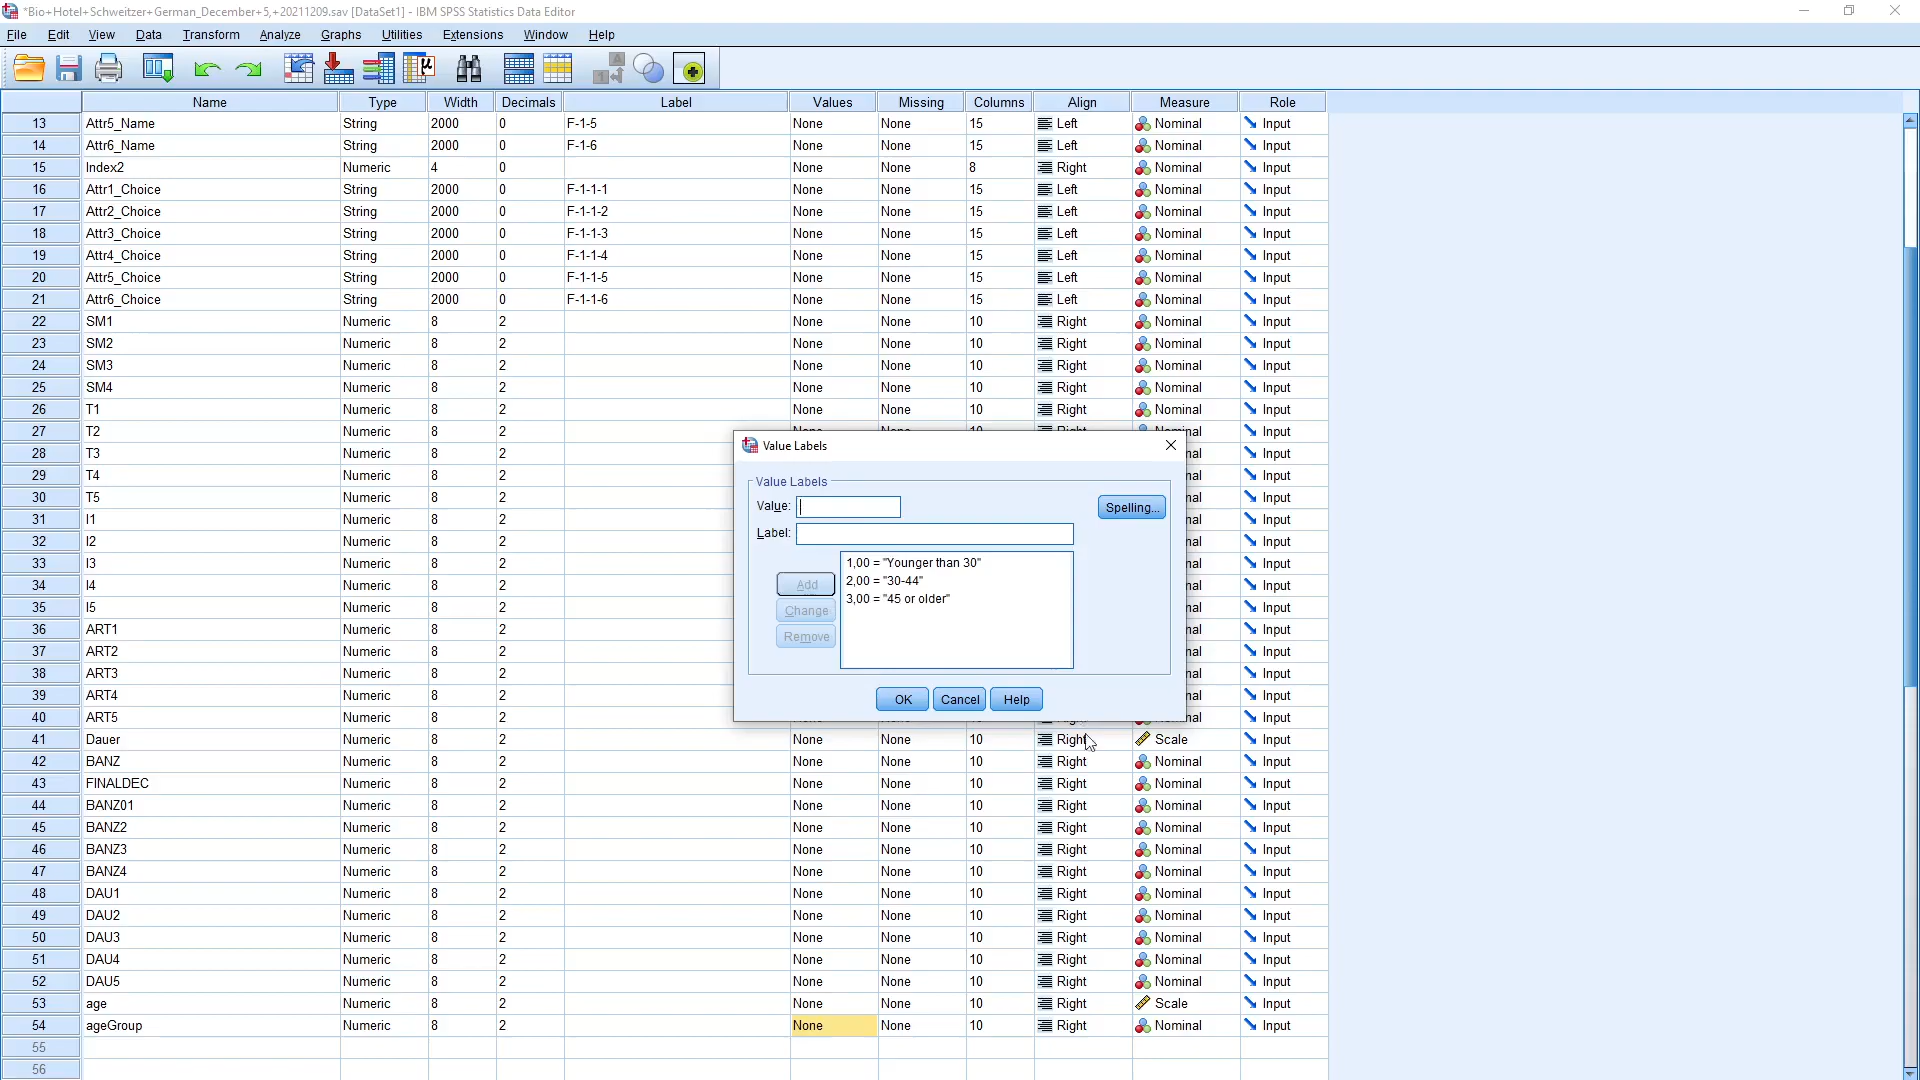 *Bio+Hotel+Schweitzer+German_December+5,+20211209.sav [DataSet1] - IBM SPSS Statistics Data Editor
File Edit View Data Transform Analyze Graphs Utilities Extensions Window Help
Name Type Width Decimals Label Values Missing Columns Align Measure Role
13 Attr5_Name String 2000 0 F-1-5 None None 15 Left Nominal Input
14 Attr6_Name String 2000 0 F-1-6 None None 15 Left Nominal Input
15 Index2 Numeric 4 0 None None 8 Right Nominal Input
16 Attr1_Choice String 2000 0 F-1-1-1 None None 15 Left Nominal Input
17 Attr2_Choice String 2000 0 F-1-1-2 None None 15 Left Nominal Input
18 Attr3_Choice String 2000 0 F-1-1-3 None None 15 Left Nominal Input
19 Attr4_Choice String 2000 0 F-1-1-4 None None 15 Left Nominal Input
20 Attr5_Choice String 2000 0 F-1-1-5 None None 15 Left Nominal Input
21 Attr6_Choice String 2000 0 F-1-1-6 None None 15 Left Nominal Input
22 SM1 Numeric 8 2 None None 10 Right Nominal Input
23 SM2 Numeric 8 2 None None 10 Right Nominal Input
24 SM3 Numeric 8 2 None None 10 Right Nominal Input
25 SM4 Numeric 8 2 None None 10 Right Nominal Input
26 T1 Numeric 8 2 None None 10 Right Nominal Input
27 T2 Numeric 8 2 Input
28 T3 Numeric 8 2 Input
29 T4 Numeric 8 2 Input
30 T5 Numeric 8 2 Input
31 I1 Numeric 8 2 Input
32 I2 Numeric 8 2 Input
33 I3 Numeric 8 2 Input
34 I4 Numeric 8 2 Input
35 I5 Numeric 8 2 Input
36 ART1 Numeric 8 2 Input
37 ART2 Numeric 8 2 Input
38 ART3 Numeric 8 2 Input
39 ART4 Numeric 8 2 Input
40 ART5 Numeric 8 2 Input
41 Dauer Numeric 8 2 None None 10 Right Scale Input
42 BANZ Numeric 8 2 None None 10 Right Nominal Input
43 FINALDEC Numeric 8 2 None None 10 Right Nominal Input
44 BANZ01 Numeric 8 2 None None 10 Right Nominal Input
45 BANZ2 Numeric 8 2 None None 10 Right Nominal Input
46 BANZ3 Numeric 8 2 None None 10 Right Nominal Input
47 BANZ4 Numeric 8 2 None None 10 Right Nominal Input
48 DAU1 Numeric 8 2 None None 10 Right Nominal Input
49 DAU2 Numeric 8 2 None None 10 Right Nominal Input
50 DAU3 Numeric 8 2 None None 10 Right Nominal Input
51 DAU4 Numeric 8 2 None None 10 Right Nominal Input
52 DAU5 Numeric 8 2 None None 10 Right Nominal Input
53 age Numeric 8 2 None None 10 Right Scale Input
54 ageGroup Numeric 8 2 None None 10 Right Nominal Input
55
56
Value Labels
Value Labels
Value: Spelling...
Label:
1,00 = "Younger than 30"
2,00 = "30-44"
3,00 = "45 or older"
Add
Change
Remove
OK Cancel Help